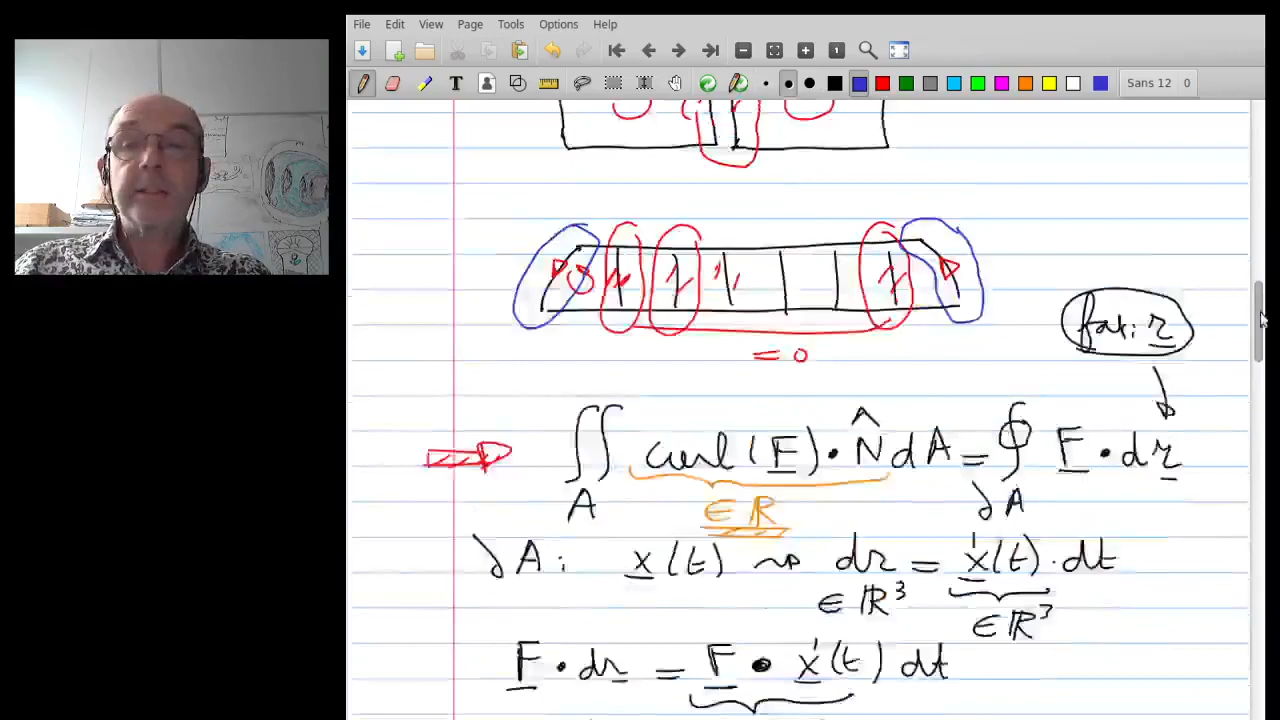 File Edit View Page Tools Options Help
Sans 12 0
= 0
fat: r
∬ curl (F) · N̂ dA = ∮ F · dr
A ∈ R ∂A
∂A: x(t) ⇝ dr = x'(t) · dt
∈ ℝ³ ∈ ℝ³
F · dr = F • x'(t) dt